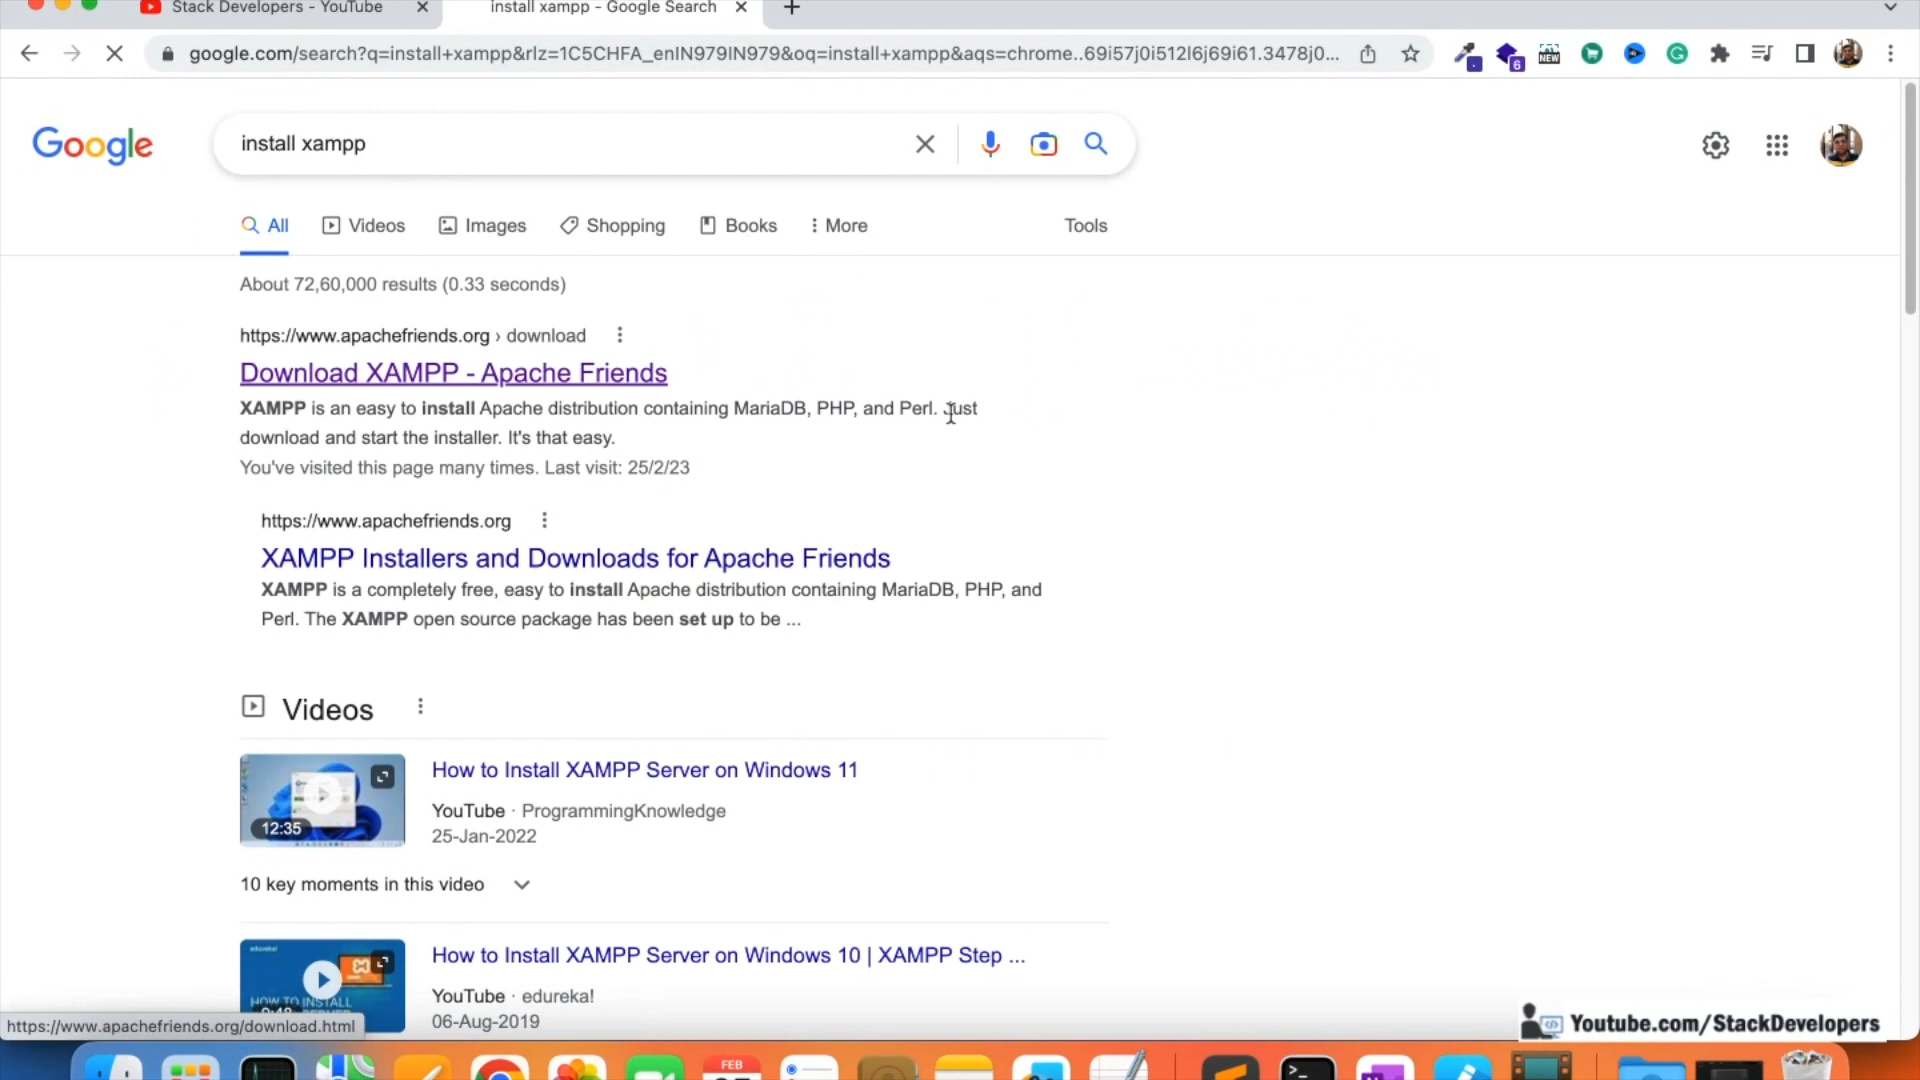 Stack Developers - YouTube
install xampp - Google Search
google.com/search?q=install+xampp&rlz=1C5CHFA_enIN979IN979&oq=install+xampp&aqs=chrome..69i57j0i512l6j69i61.3478j0...
6
NEW
Google
install xampp
All
Videos
Images
Shopping
Books
More
Tools
About 72,60,000 results (0.33 seconds)
https://www.apachefriends.org › download
Download XAMPP - Apache Friends
XAMPP is an easy to install Apache distribution containing MariaDB, PHP, and Perl. Just
download and start the installer. It's that easy.
You've visited this page many times. Last visit: 25/2/23
https://www.apachefriends.org
XAMPP Installers and Downloads for Apache Friends
XAMPP is a completely free, easy to install Apache distribution containing MariaDB, PHP, and
Perl. The XAMPP open source package has been set up to be ...
Videos
How to Install XAMPP Server on Windows 11
YouTube · ProgrammingKnowledge
25-Jan-2022
12:35
10 key moments in this video
How to Install XAMPP Server on Windows 10 | XAMPP Step ...
YouTube · edureka!
06-Aug-2019
edureka!
HOW TO INSTALL
https://www.apachefriends.org/download.html
Youtube.com/StackDevelopers
FEB